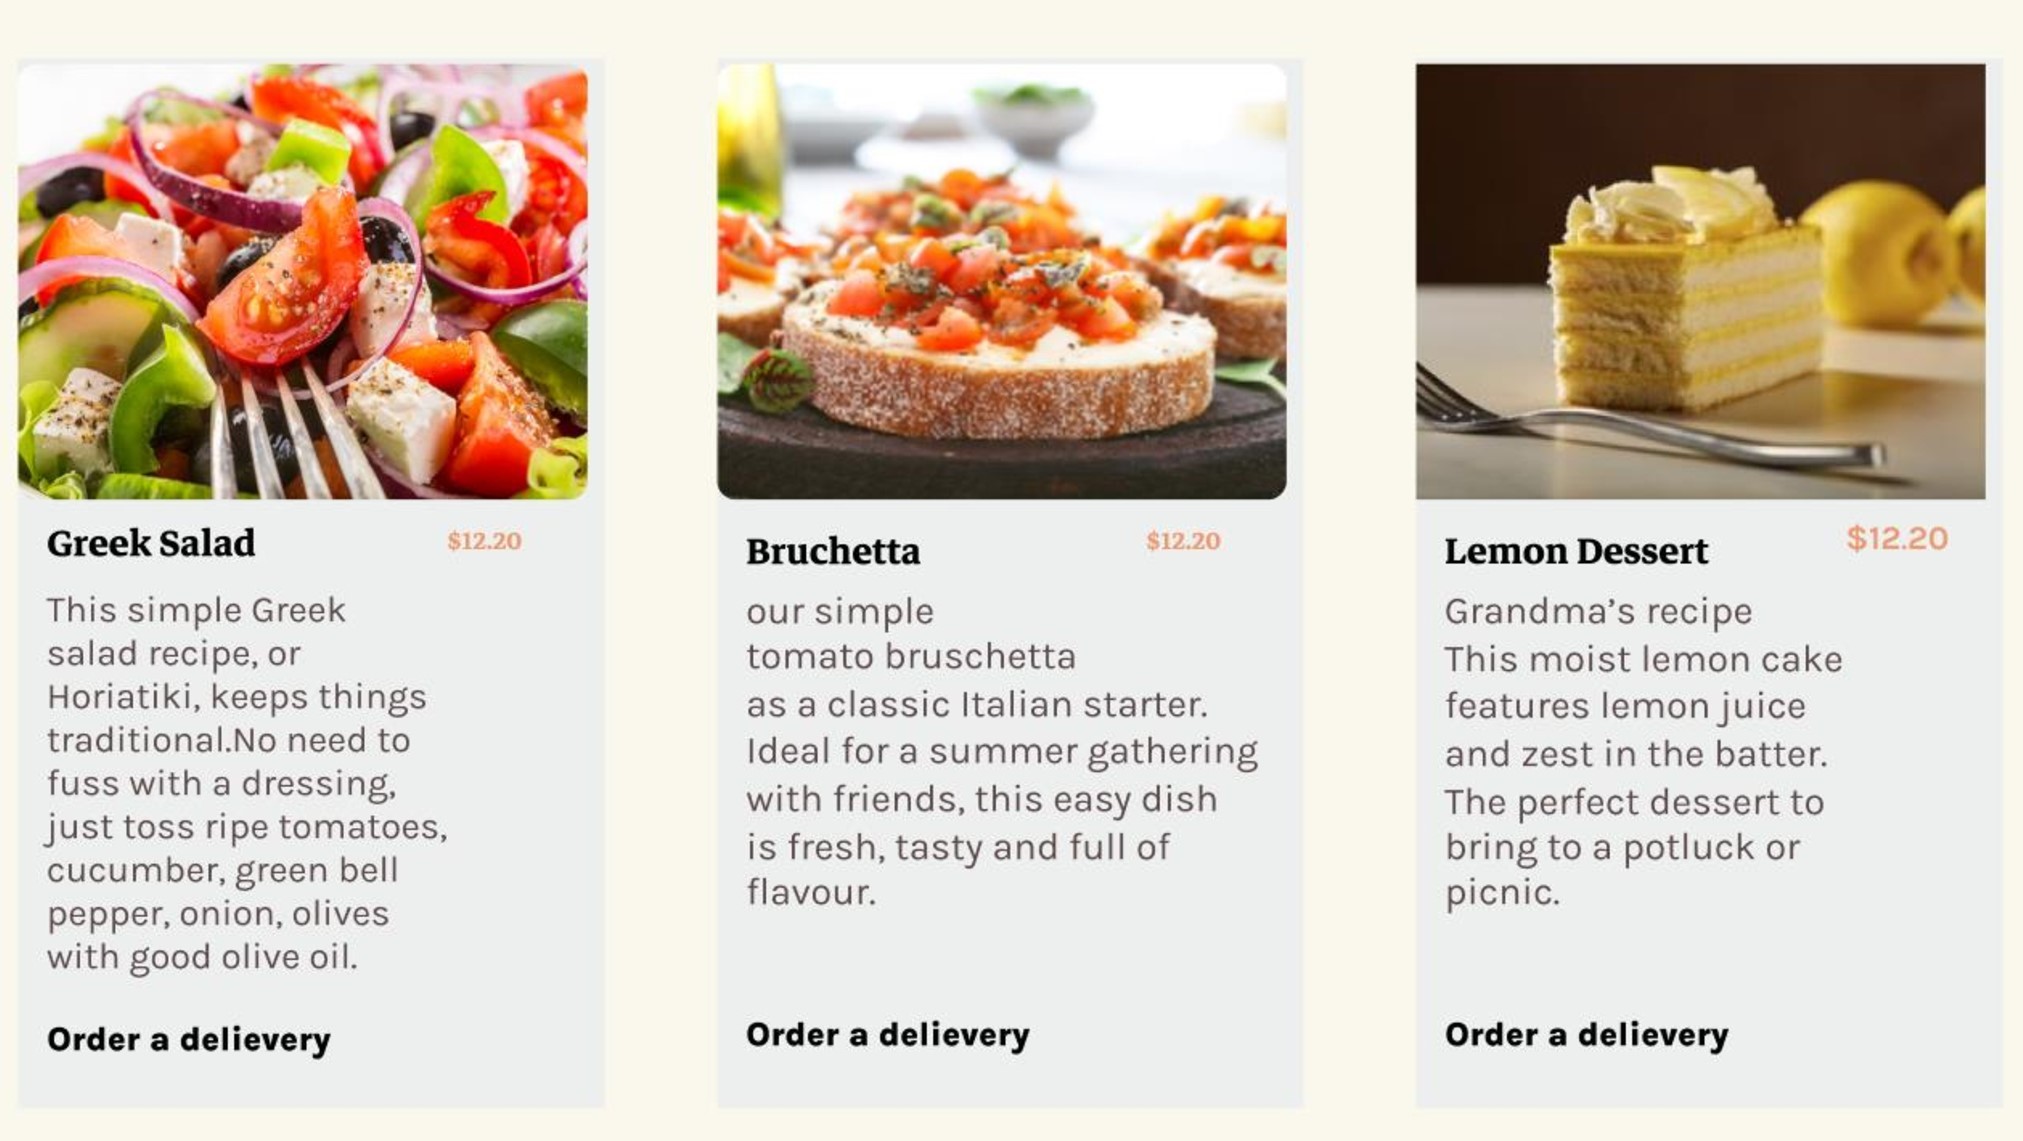 Greek Salad $12.20
This simple Greek
salad recipe, or
Horiatiki, keeps things
traditional.No need to
fuss with a dressing,
just toss ripe tomatoes,
cucumber, green bell
pepper, onion, olives
with good olive oil.
Order a delievery
Bruchetta $12.20
our simple
tomato bruschetta
as a classic Italian starter.
Ideal for a summer gathering
with friends, this easy dish
is fresh, tasty and full of
flavour.
Order a delievery
Lemon Dessert $12.20
Grandma’s recipe
This moist lemon cake
features lemon juice
and zest in the batter.
The perfect dessert to
bring to a potluck or
picnic.
Order a delievery